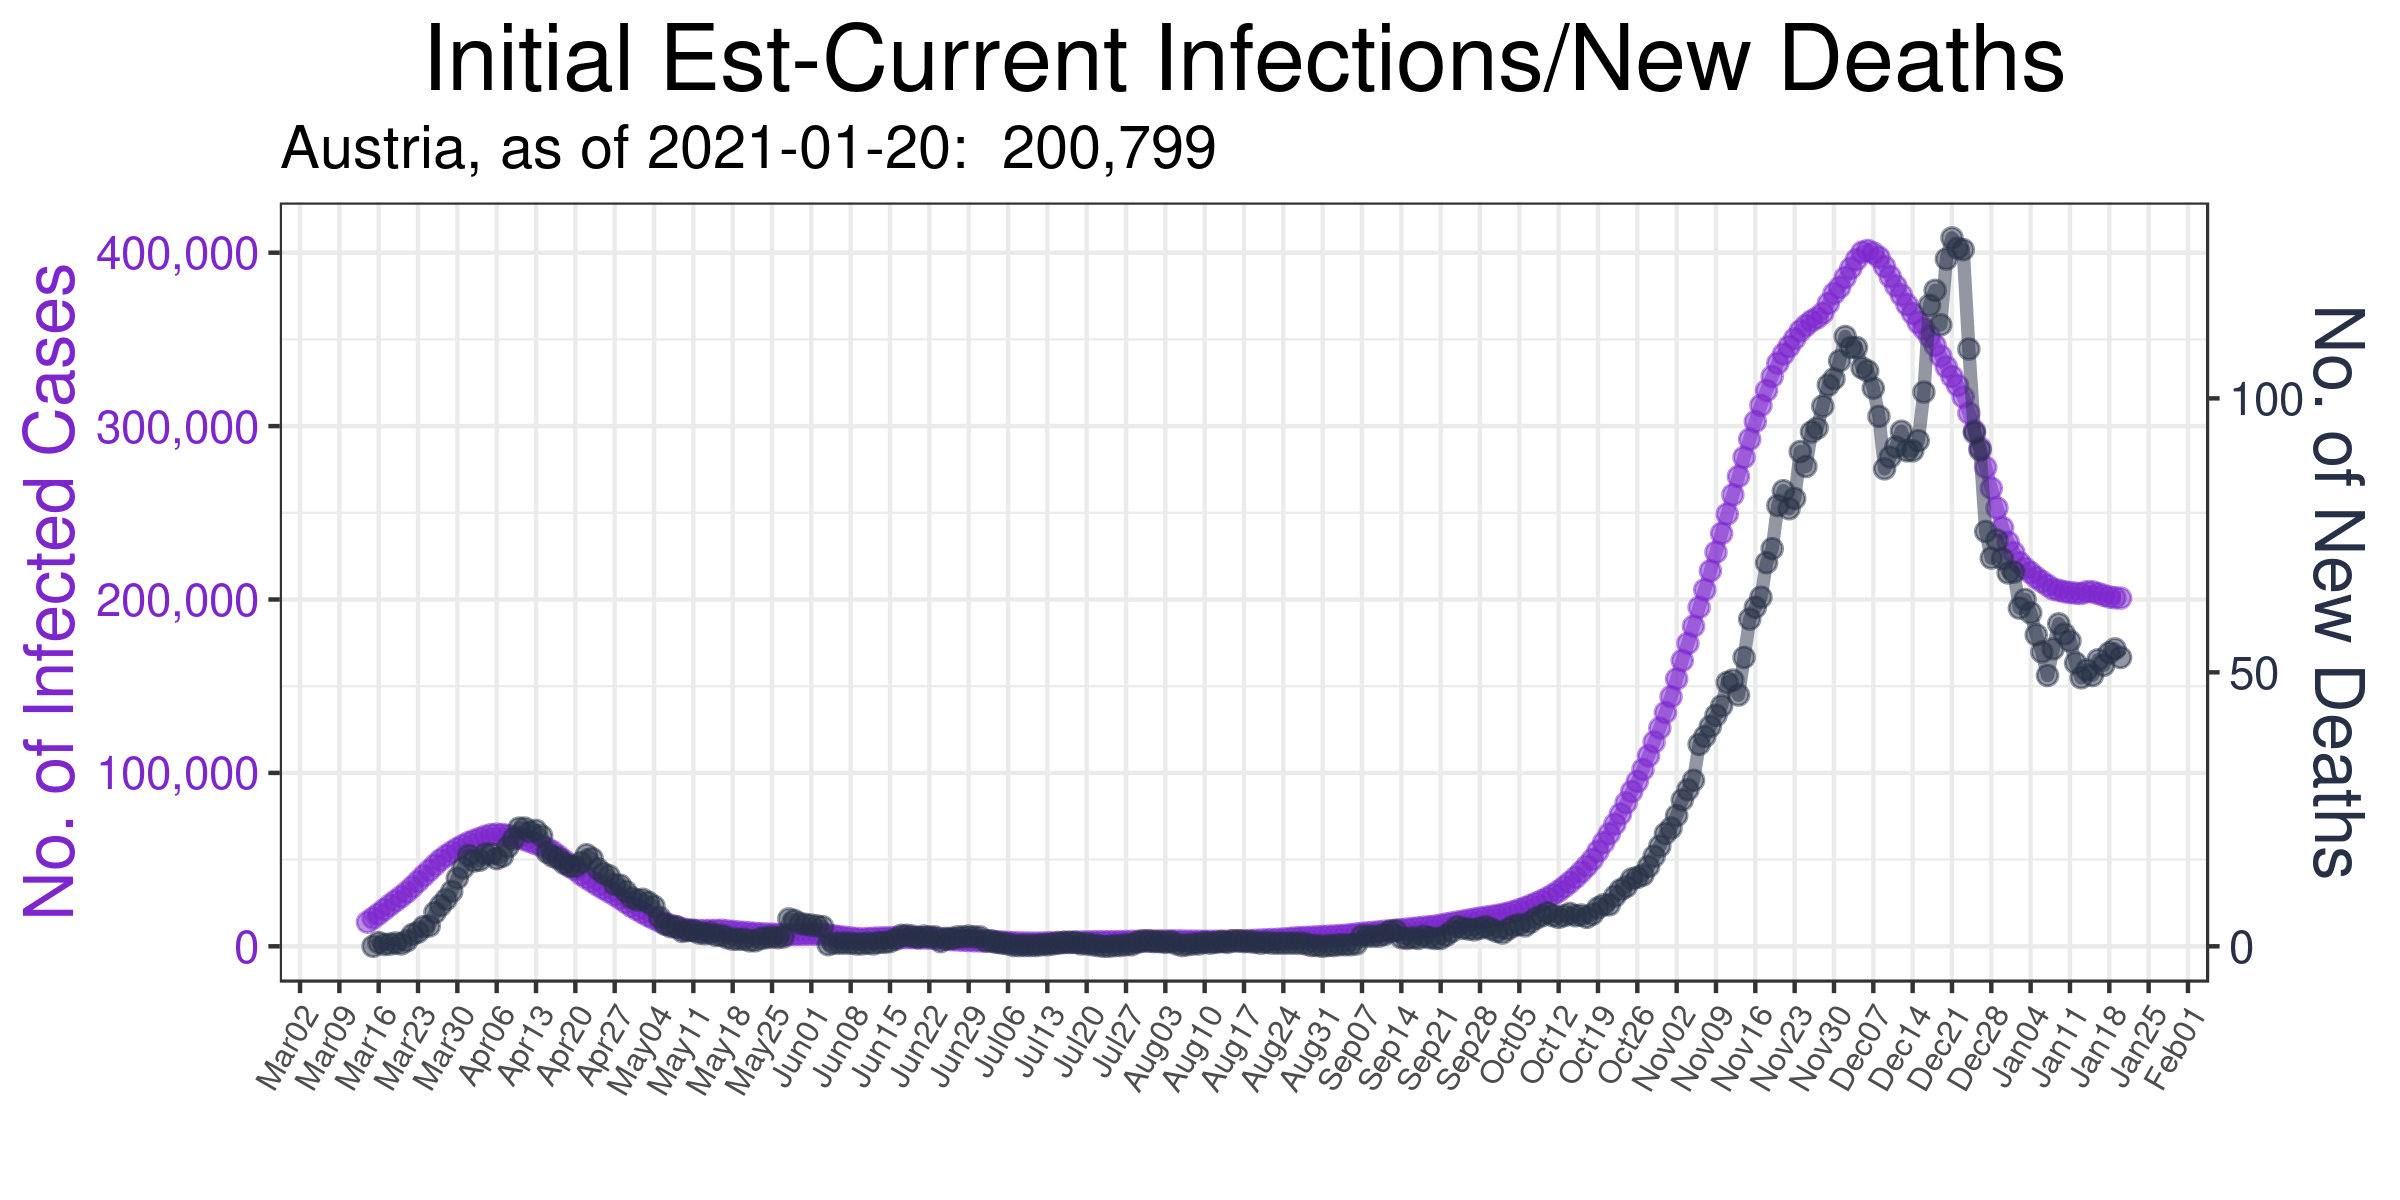 Initial Est-Current Infections/New Deaths
Austria, as of 2021-01-20:  200,799
No. of Infected Cases
400,000
300,000
200,000
100,000
0
No. of New Deaths
100
50
0
Mar02
Mar09
Mar16
Mar23
Mar30
Apr06
Apr13
Apr20
Apr27
May04
May11
May18
May25
Jun01
Jun08
Jun15
Jun22
Jun29
Jul06
Jul13
Jul20
Jul27
Aug03
Aug10
Aug17
Aug24
Aug31
Sep07
Sep14
Sep21
Sep28
Oct05
Oct12
Oct19
Oct26
Nov02
Nov09
Nov16
Nov23
Nov30
Dec07
Dec14
Dec21
Dec28
Jan04
Jan11
Jan18
Jan25
Feb01